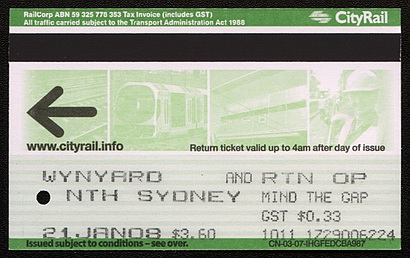 RailCorp ABN 59 325 778 353 Tax Invoice (includes GST)
All traffic carried subject to the Transport Administration Act 1988
CityRail
www.cityrail.info
Return ticket valid up to 4am after day of issue
WYNYARD AND RTN OP
NTH SYDNEY MIND THE GAP
GST $0.33
21JAN08 $3.60 1011 1729006224
Issued subject to conditions – see over. CN-03-07-IHGFEDCBA987